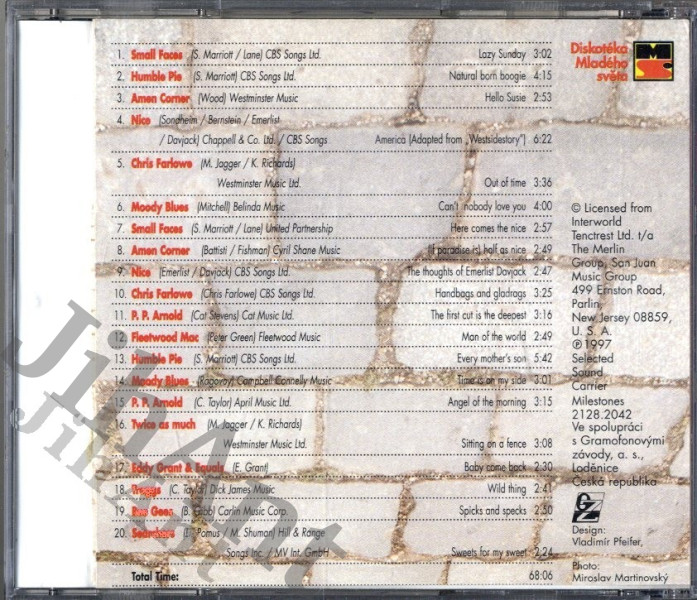 1. Small Faces (S. Marriott / Lane) CBS Songs Ltd. Lazy Sunday 3:02
2. Humble Pie (S. Marriott) CBS Songs Ltd. Natural born boogie 4:15
3. Amen Corner (Wood) Westminster Music Hello Susie 2:53
4. Nice (Sondheim / Bernstein / Emerlist
/ Davjack) Chappell & Co. Ltd. / CBS Songs America (Adapted from „Westsidestory") 6:22
5. Chris Farlowe (M. Jagger / K. Richards)
Westminster Music Ltd. Out of time 3:36
6. Moody Blues (Mitchell) Belinda Music Can't nobody love you 4:00
7. Small Faces (S. Marriott / Lane) United Partnership Here comes the nice 2:57
8. Amen Corner (Battisti / Fishman) Cyril Shane Music (If paradise is) half as nice 2:49
9. Nice (Emerlist / Davjack) CBS Songs Ltd. The thoughts of Emerlist Davjack 2:47
10. Chris Farlowe (Chris Farlowe) CBS Songs Ltd. Handbags and gladrags 3:25
11. P. P. Arnold (Cat Stevens) Cat Music Ltd. The first cut is the deepest 3:16
12. Fleetwood Mac (Peter Green) Fleetwood Music Man of the world 2:49
13. Humble Pie (S. Marriott) CBS Songs Ltd. Every mother's son 5:42
14. Moody Blues Campbell Connelly Music Time is on my side 3:01
15. P. P. Arnold (C. Taylor) April Music Ltd. Angel of the morning 3:15
16. Twice as much (M. Jagger / K. Richards)
Westminster Music Ltd. Sitting on a fence 3:08
17. Eddy Grant & Equals (E. Grant) Baby come back 2:30
18. Troggs (C. Taylor) Dick James Music Wild thing 2:41
19. Bee Gees (B. Gibb) Carlin Music Corp. Spicks and specks 2:50
20. Searchers (D. Pomus / M. Shuman) Hill & Range
Songs Inc. / MV Int. GmbH Sweets for my sweet 2:24
Total Time: 68:06
Diskotéka
Mladého
světa
© Licensed from
Interworld
Tenctrest Ltd. t/a
The Merlin
Group, San Juan
Music Group
499 Ernston Road,
Parlin,
New Jersey 08859,
U. S. A.
℗ 1997
Selected
Sound
Carrier
Milestones
2128.2042
Ve spolupráci
s Gramofonovými
závody, a. s.,
Loděnice
Česká republika
GZ
Design:
Vladimír Pfeifer,
Photo:
Miroslav Martinovský
JihAnt
JihAnt